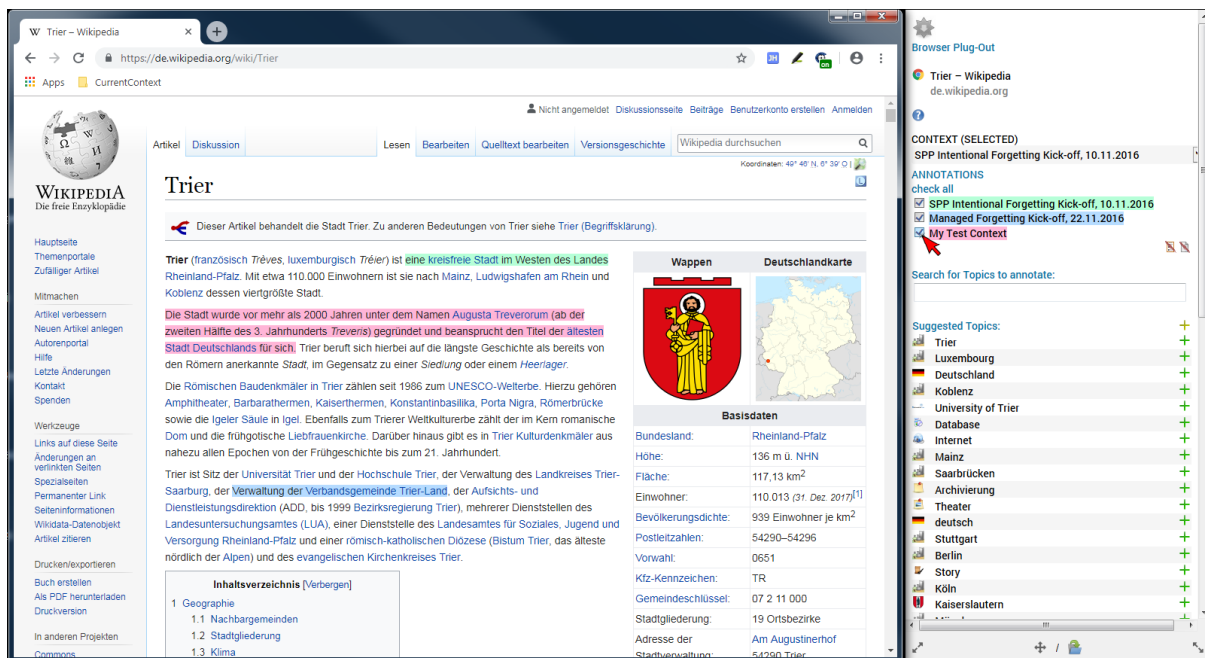 Trier – Wikipedia
https://de.wikipedia.org/wiki/Trier
JH
on
Apps
CurrentContext
Nicht angemeldet Diskussionsseite Beiträge Benutzerkonto erstellen Anmelden
Artikel Diskussion
Lesen Bearbeiten Quelltext bearbeiten Versionsgeschichte
Wikipedia durchsuchen
Koordinaten: 49° 46′ N, 6° 39′ O
WIKIPEDIA
Die freie Enzyklopädie
Hauptseite
Themenportale
Zufälliger Artikel
Mitmachen
Artikel verbessern
Neuen Artikel anlegen
Autorenportal
Hilfe
Letzte Änderungen
Kontakt
Spenden
Werkzeuge
Links auf diese Seite
Änderungen an
verlinkten Seiten
Spezialseiten
Permanenter Link
Seiteninformationen
Wikidata-Datenobjekt
Artikel zitieren
Drucken/exportieren
Buch erstellen
Als PDF herunterladen
Druckversion
In anderen Projekten
Commons
Trier
Dieser Artikel behandelt die Stadt Trier. Zu anderen Bedeutungen von Trier siehe Trier (Begriffsklärung).
Trier (französisch Trèves, luxemburgisch Tréier) ist eine kreisfreie Stadt im Westen des Landes
Rheinland-Pfalz. Mit etwa 110.000 Einwohnern ist sie nach Mainz, Ludwigshafen am Rhein und
Koblenz dessen viertgrößte Stadt.
Die Stadt wurde vor mehr als 2000 Jahren unter dem Namen Augusta Treverorum (ab der
zweiten Hälfte des 3. Jahrhunderts Treveris) gegründet und beansprucht den Titel der ältesten
Stadt Deutschlands für sich. Trier beruft sich hierbei auf die längste Geschichte als bereits von
den Römern anerkannte Stadt, im Gegensatz zu einer Siedlung oder einem Heerlager.
Die Römischen Baudenkmäler in Trier zählen seit 1986 zum UNESCO-Welterbe. Hierzu gehören
Amphitheater, Barbarathermen, Kaiserthermen, Konstantinbasilika, Porta Nigra, Römerbrücke
sowie die Igeler Säule in Igel. Ebenfalls zum Trierer Weltkulturerbe zählt der im Kern romanische
Dom und die frühgotische Liebfrauenkirche. Darüber hinaus gibt es in Trier Kulturdenkmäler aus
nahezu allen Epochen von der Frühgeschichte bis zum 21. Jahrhundert.
Trier ist Sitz der Universität Trier und der Hochschule Trier, der Verwaltung des Landkreises Trier-
Saarburg, der Verwaltung der Verbandsgemeinde Trier-Land, der Aufsichts- und
Dienstleistungsdirektion (ADD, bis 1999 Bezirksregierung Trier), mehrerer Dienststellen des
Landesuntersuchungsamtes (LUA), einer Dienststelle des Landesamtes für Soziales, Jugend und
Versorgung Rheinland-Pfalz und einer römisch-katholischen Diözese (Bistum Trier, das älteste
nördlich der Alpen) und des evangelischen Kirchenkreises Trier.
Inhaltsverzeichnis [Verbergen]
1 Geographie
1.1 Nachbargemeinden
1.2 Stadtgliederung
1.3 Klima
Wappen Deutschlandkarte
Basisdaten
Bundesland: Rheinland-Pfalz
Höhe: 136 m ü. NHN
Fläche: 117,13 km²
Einwohner: 110.013 (31. Dez. 2017)[1]
Bevölkerungsdichte: 939 Einwohner je km²
Postleitzahlen: 54290–54296
Vorwahl: 0651
Kfz-Kennzeichen: TR
Gemeindeschlüssel: 07 2 11 000
Stadtgliederung: 19 Ortsbezirke
Adresse der Am Augustinerhof
Stadtverwaltung: 54290 Trier
Browser Plug-Out
Trier – Wikipedia
de.wikipedia.org
CONTEXT (SELECTED)
SPP Intentional Forgetting Kick-off, 10.11.2016
ANNOTATIONS
check all
SPP Intentional Forgetting Kick-off, 10.11.2016
Managed Forgetting Kick-off, 22.11.2016
My Test Context
Search for Topics to annotate:
Suggested Topics:
Trier
Luxembourg
Deutschland
Koblenz
University of Trier
Database
Internet
Mainz
Saarbrücken
Archivierung
Theater
deutsch
Stuttgart
Berlin
Story
Köln
Kaiserslautern
/